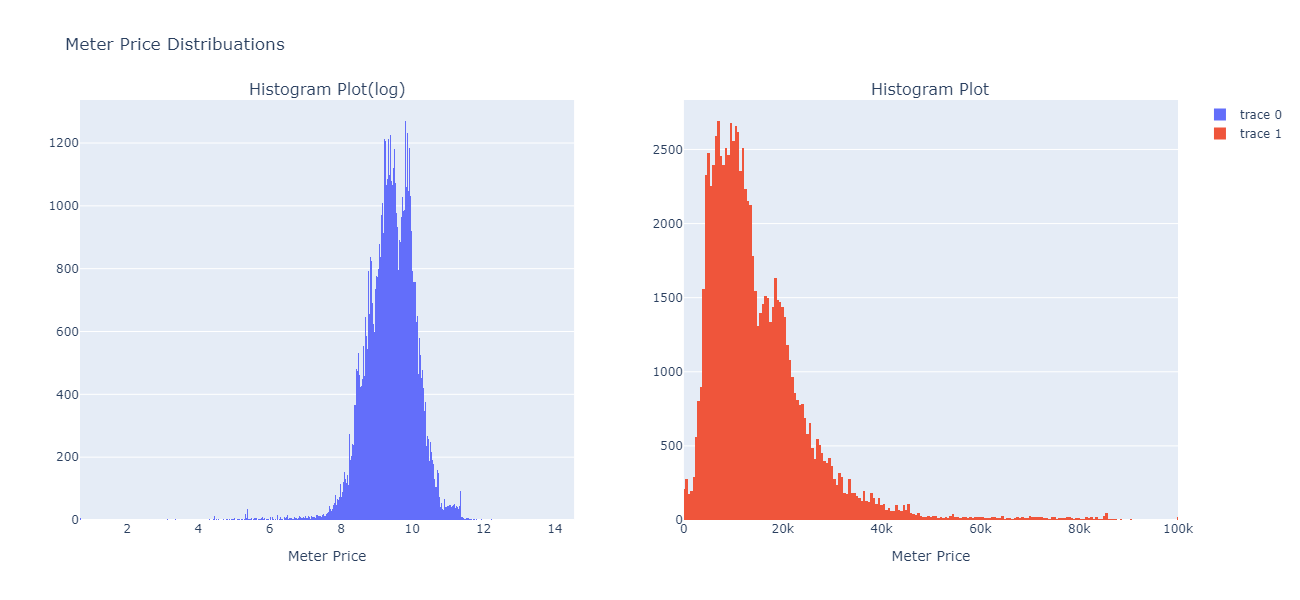 Meter Price Distribuations
Histogram Plot(log)
1200
1000
800
600
400
200
0
2 4 6 8 10 12 14
Meter Price
Histogram Plot
2500
2000
1500
1000
500
0
0 20k 40k 60k 80k 100k
Meter Price
trace 0
trace 1